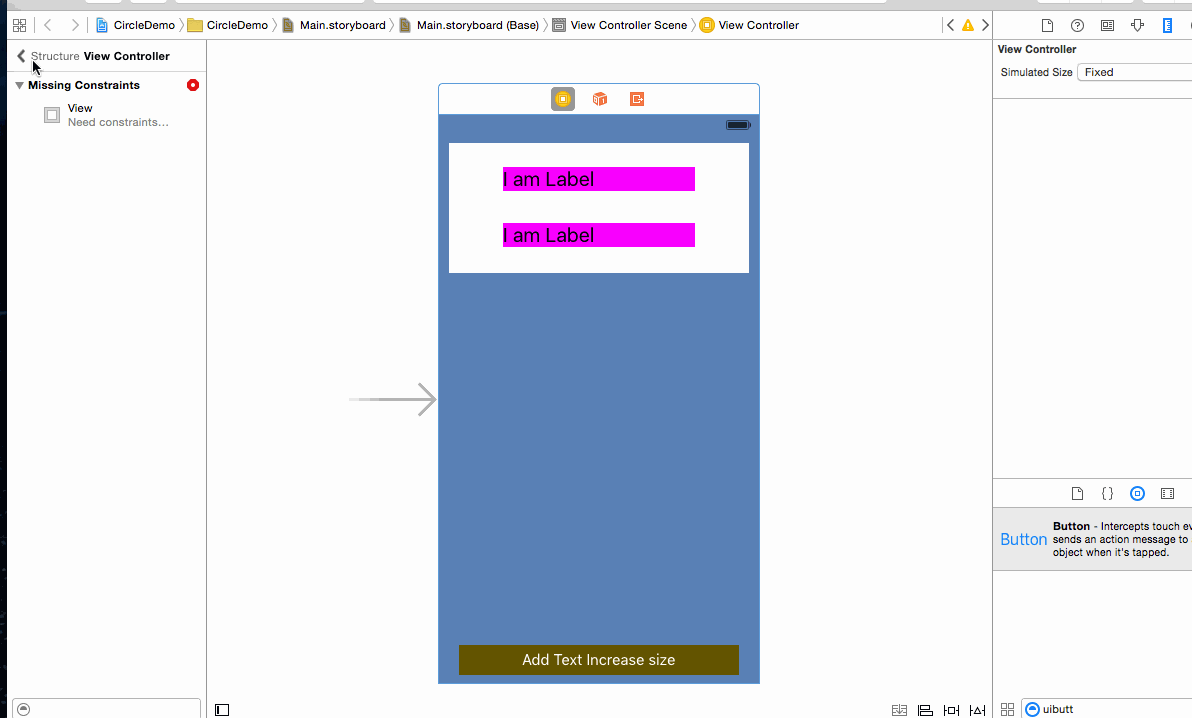 CircleDemo CircleDemo Main.storyboard Main.storyboard (Base) View Controller Scene View Controller
Structure View Controller
Missing Constraints
View
Need constraints...
I am Label
I am Label
Add Text Increase size
View Controller
Simulated Size Fixed
Button
Button - Intercepts touch ev
sends an action message to
object when it's tapped.
uibutt